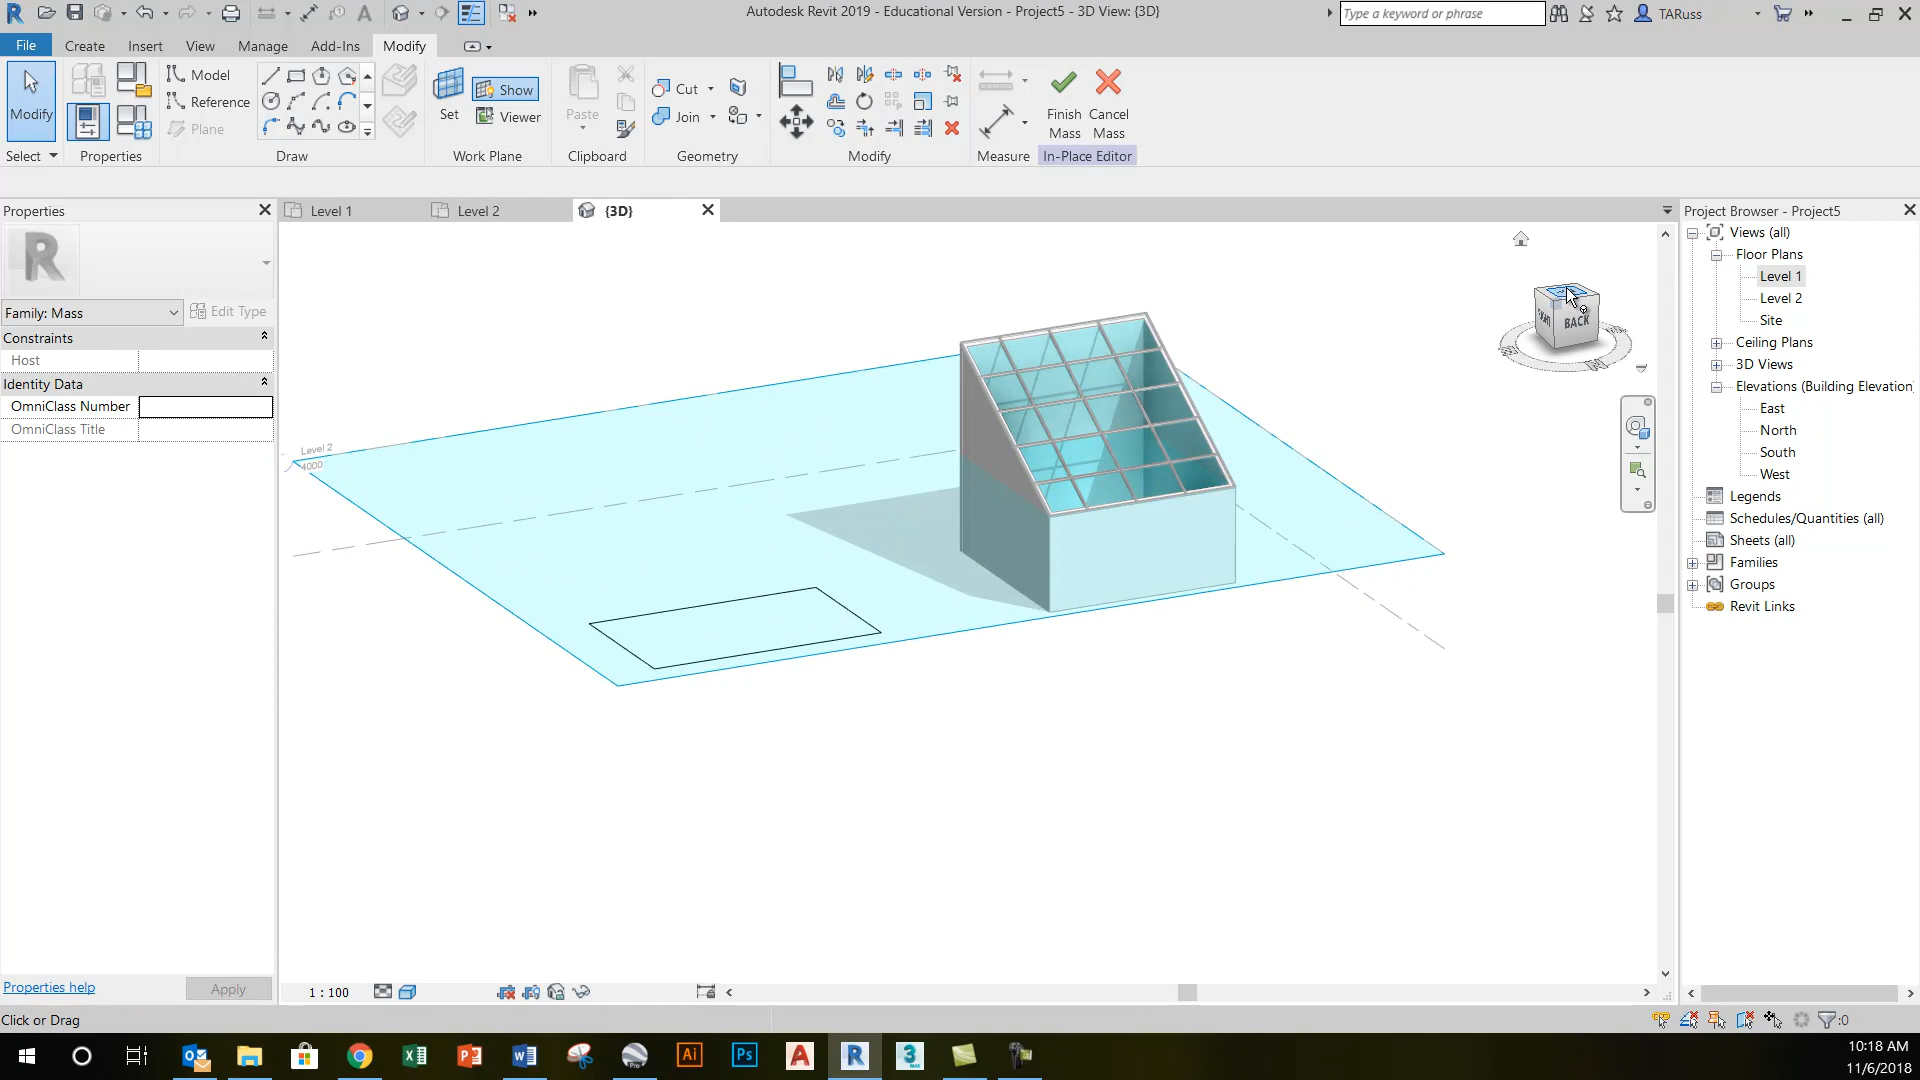 Autodesk Revit 2019 - Educational Version - Project5 - 3D View: {3D}
Type a keyword or phrase
TARuss
File
Create
Insert
View
Manage
Add-Ins
Modify
Modify
Model
Reference
Plane
Set
Show
Viewer
Paste
Cut
Join
Finish Mass
Cancel Mass
Select
Properties
Draw
Work Plane
Clipboard
Geometry
Modify
Measure
In-Place Editor
Properties
Level 1
Level 2
{3D}
Project Browser - Project5
Family: Mass
Edit Type
Constraints
Host
Identity Data
OmniClass Number
OmniClass Title
Level 2
4000
BACK
Views (all)
Floor Plans
Level 1
Level 2
Site
Ceiling Plans
3D Views
Elevations (Building Elevation)
East
North
South
West
Legends
Schedules/Quantities (all)
Sheets (all)
Families
Groups
Revit Links
Properties help
Apply
1 : 100
Click or Drag
:0
10:18 AM
11/6/2018